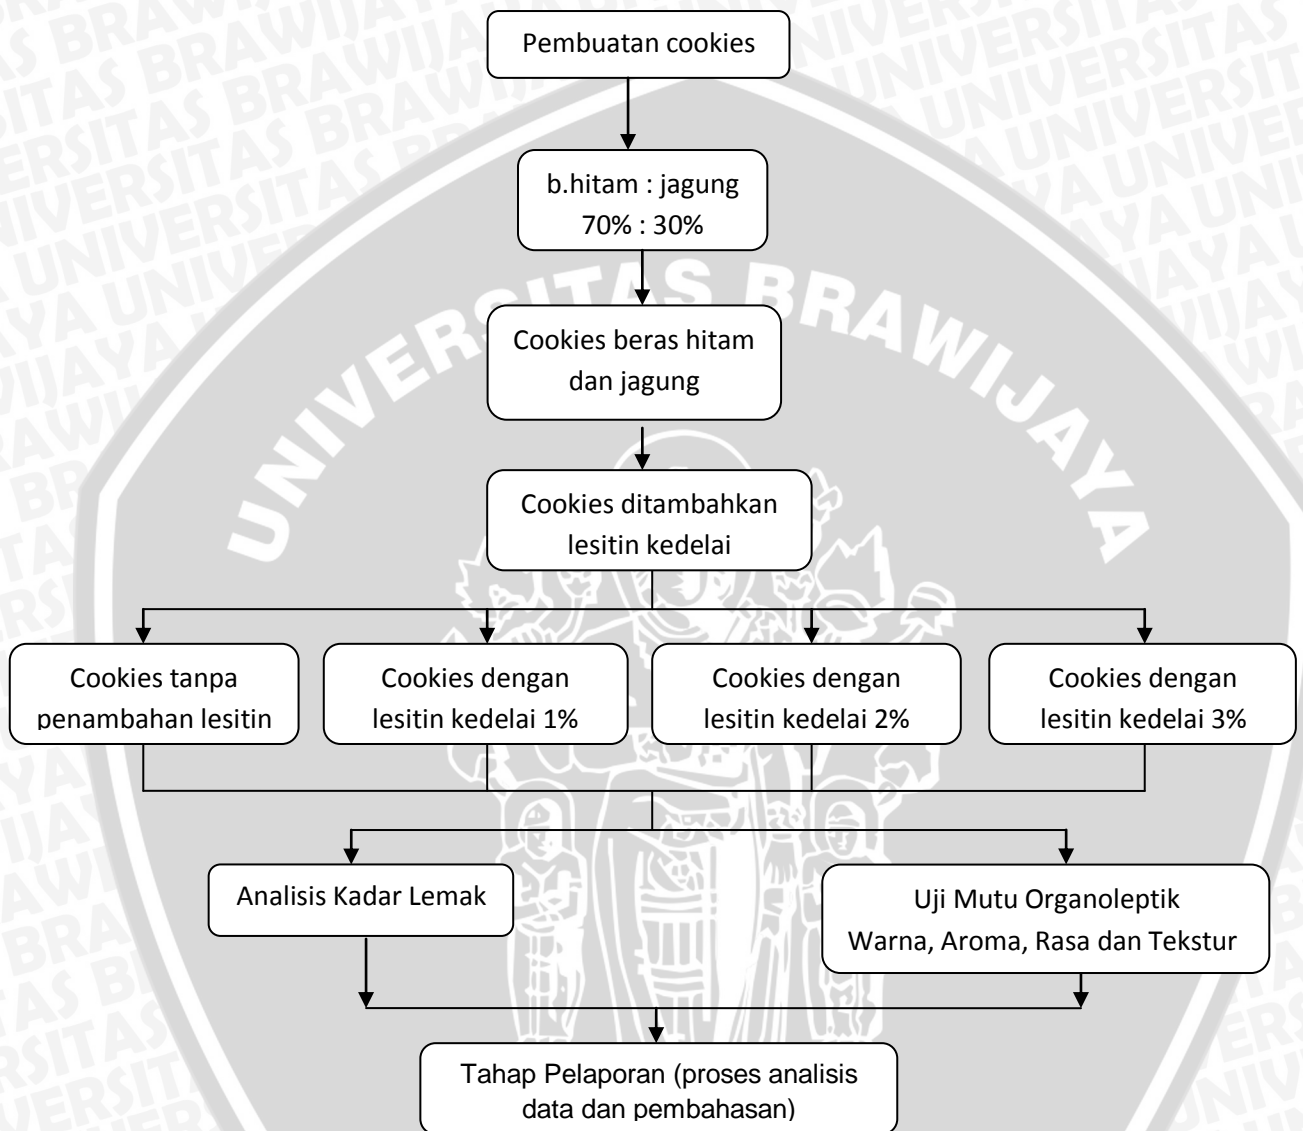 Pembuatan cookies
b.hitam : jagung
70% : 30%
UNIVERSITAS BRAWIJAYA
Cookies beras hitam
dan jagung
Cookies ditambahkan
lesitin kedelai
Cookies tanpa
penambahan lesitin
Cookies dengan
lesitin kedelai 1%
Cookies dengan
lesitin kedelai 2%
Cookies dengan
lesitin kedelai 3%
Analisis Kadar Lemak
Uji Mutu Organoleptik
Warna, Aroma, Rasa dan Tekstur
Tahap Pelaporan (proses analisis
data dan pembahasan)